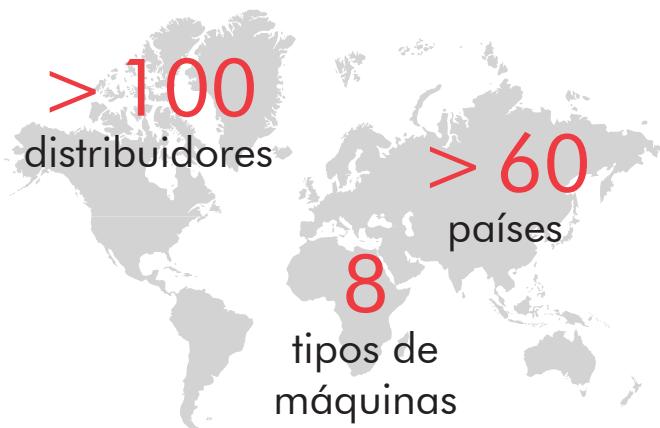 > 100
distribuidores
> 60
países
8
tipos de
máquinas